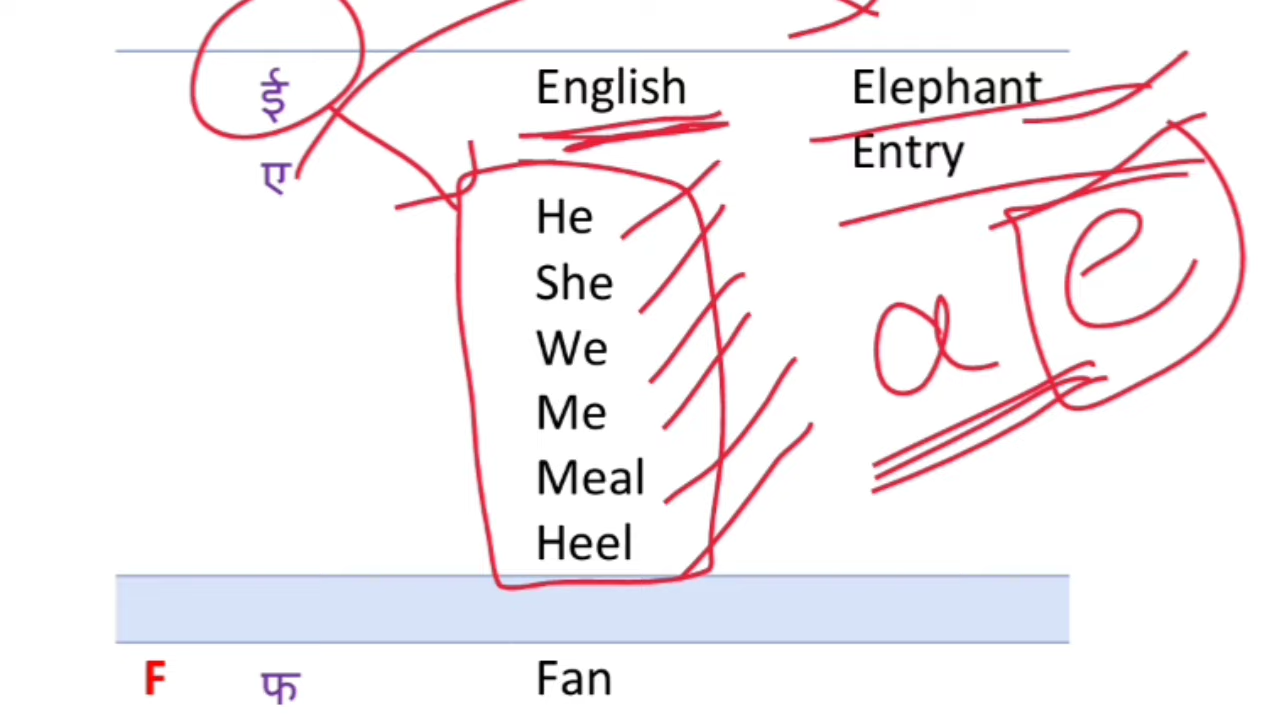 ई English Elephant
ए Entry
He
She
We
Me
a e
Meal
Heel
F फ Fan